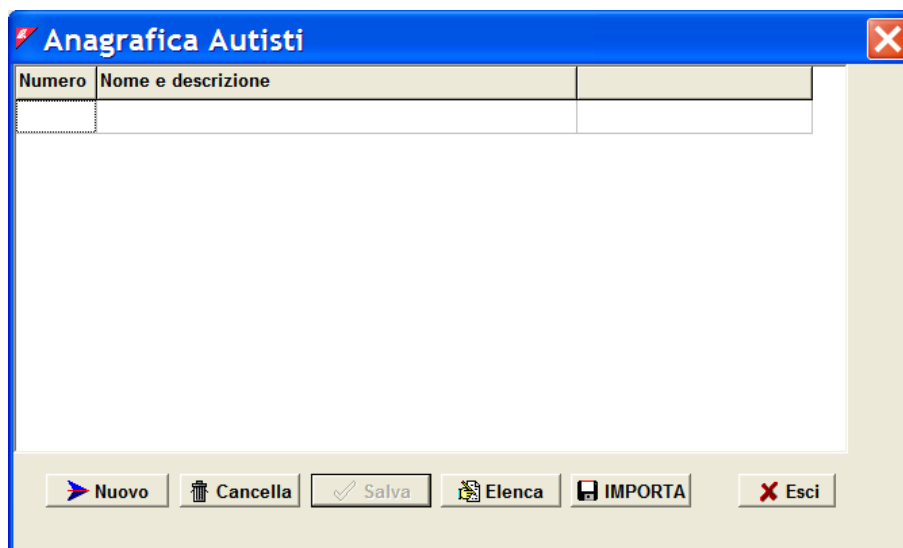 Anagrafica Autisti
Numero Nome e descrizione
Nuovo Cancella Salva Elenca IMPORTA Esci